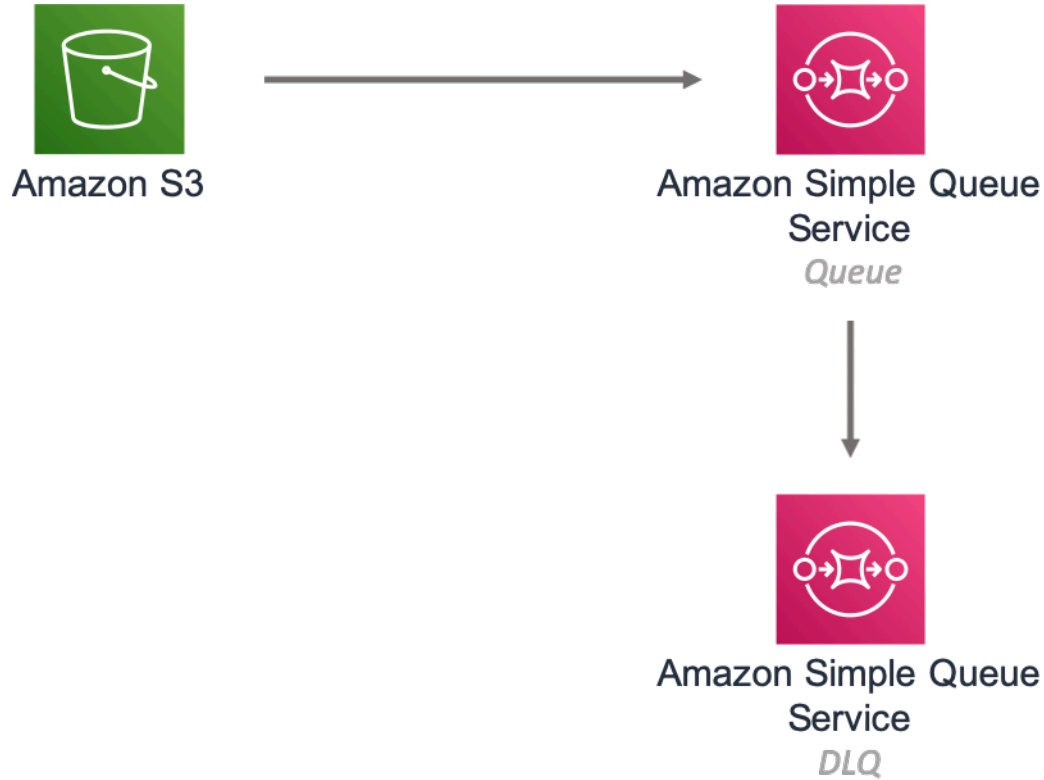 Amazon S3
Amazon Simple Queue
Service
Queue
Amazon Simple Queue
Service
DLQ